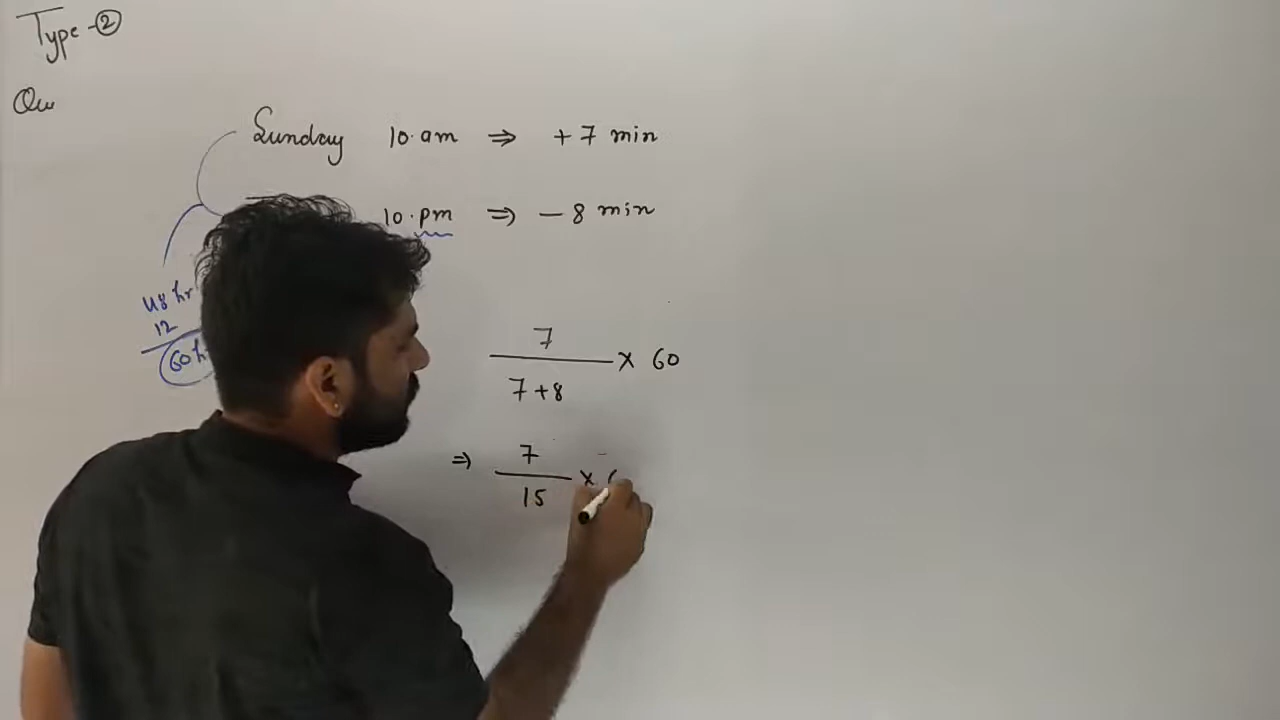 Type - 2
Qu
Sunday 10.am ⇒ + 7 min
10.pm ⇒ - 8 min
48 hr
12
60 h
7
7 + 8
x 60
⇒ 7
15
x